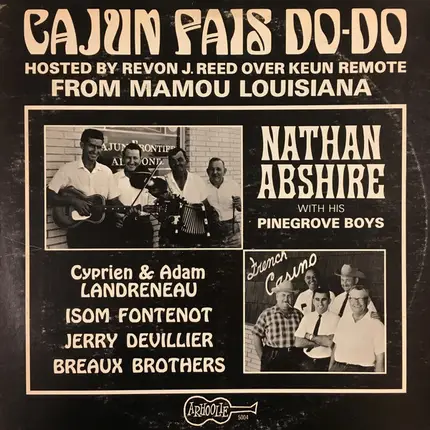 CAJUN FAIS DO-DO
HOSTED BY REVON J. REED OVER KEUN REMOTE
FROM MAMOU LOUISIANA
NATHAN
ABSHIRE
WITH HIS
PINEGROVE BOYS
French
Casino
Cyprien & Adam
LANDRENEAU
ISOM FONTENOT
JERRY DEVILLIER
BREAUX BROTHERS
ARHOOLIE
5004